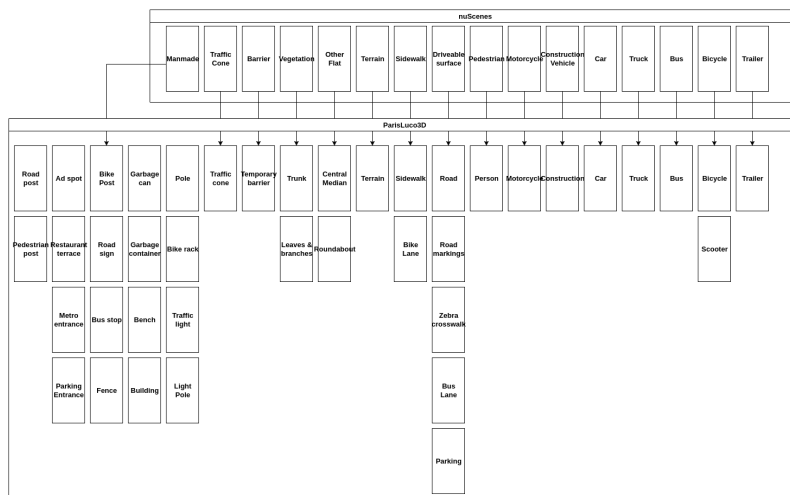 nuScenes
Manmade
Traffic
Cone
Barrier
Vegetation
Other
Flat
Terrain
Sidewalk
Driveable
surface
Pedestrian
Motorcycle
Construction
Vehicle
Car
Truck
Bus
Bicycle
Trailer
ParisLuco3D
Road
post
Ad spot
Bike
Post
Garbage
can
Pole
Traffic
cone
Temporary
barrier
Trunk
Central
Median
Terrain
Sidewalk
Road
Person
Motorcycle
Construction
Car
Truck
Bus
Bicycle
Trailer
Pedestrian
post
Restaurant
terrace
Road
sign
Garbage
container
Bike rack
Leaves &
branches
Roundabout
Bike
Lane
Road
markings
Scooter
Metro
entrance
Bus stop
Bench
Traffic
light
Zebra
crosswalk
Parking
Entrance
Fence
Building
Light
Pole
Bus
Lane
Parking